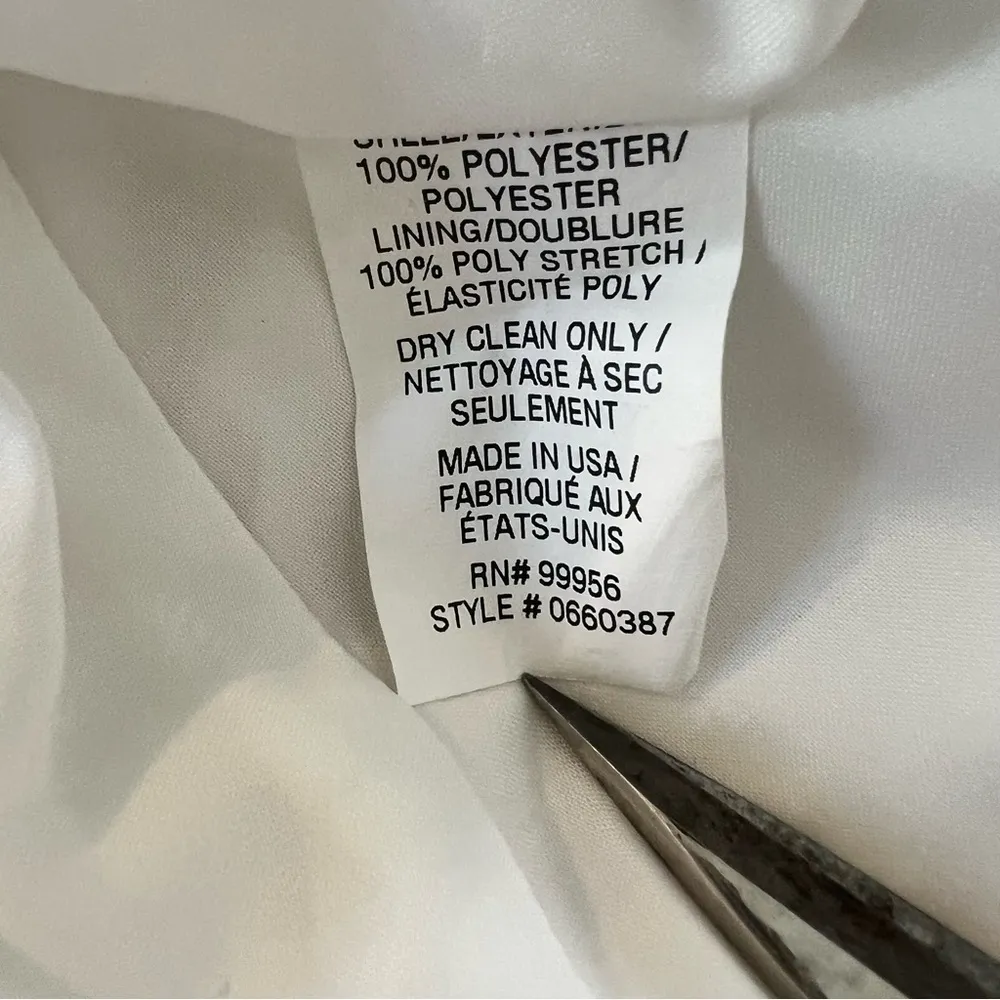 100% POLYESTER/
POLYESTER
LINING/DOUBLURE
100% POLY STRETCH /
ÉLASTICITÉ POLY
DRY CLEAN ONLY /
NETTOYAGE À SEC
SEULEMENT
MADE IN USA /
FABRIQUÉ AUX
ÉTATS-UNIS
RN# 99956
STYLE # 0660387